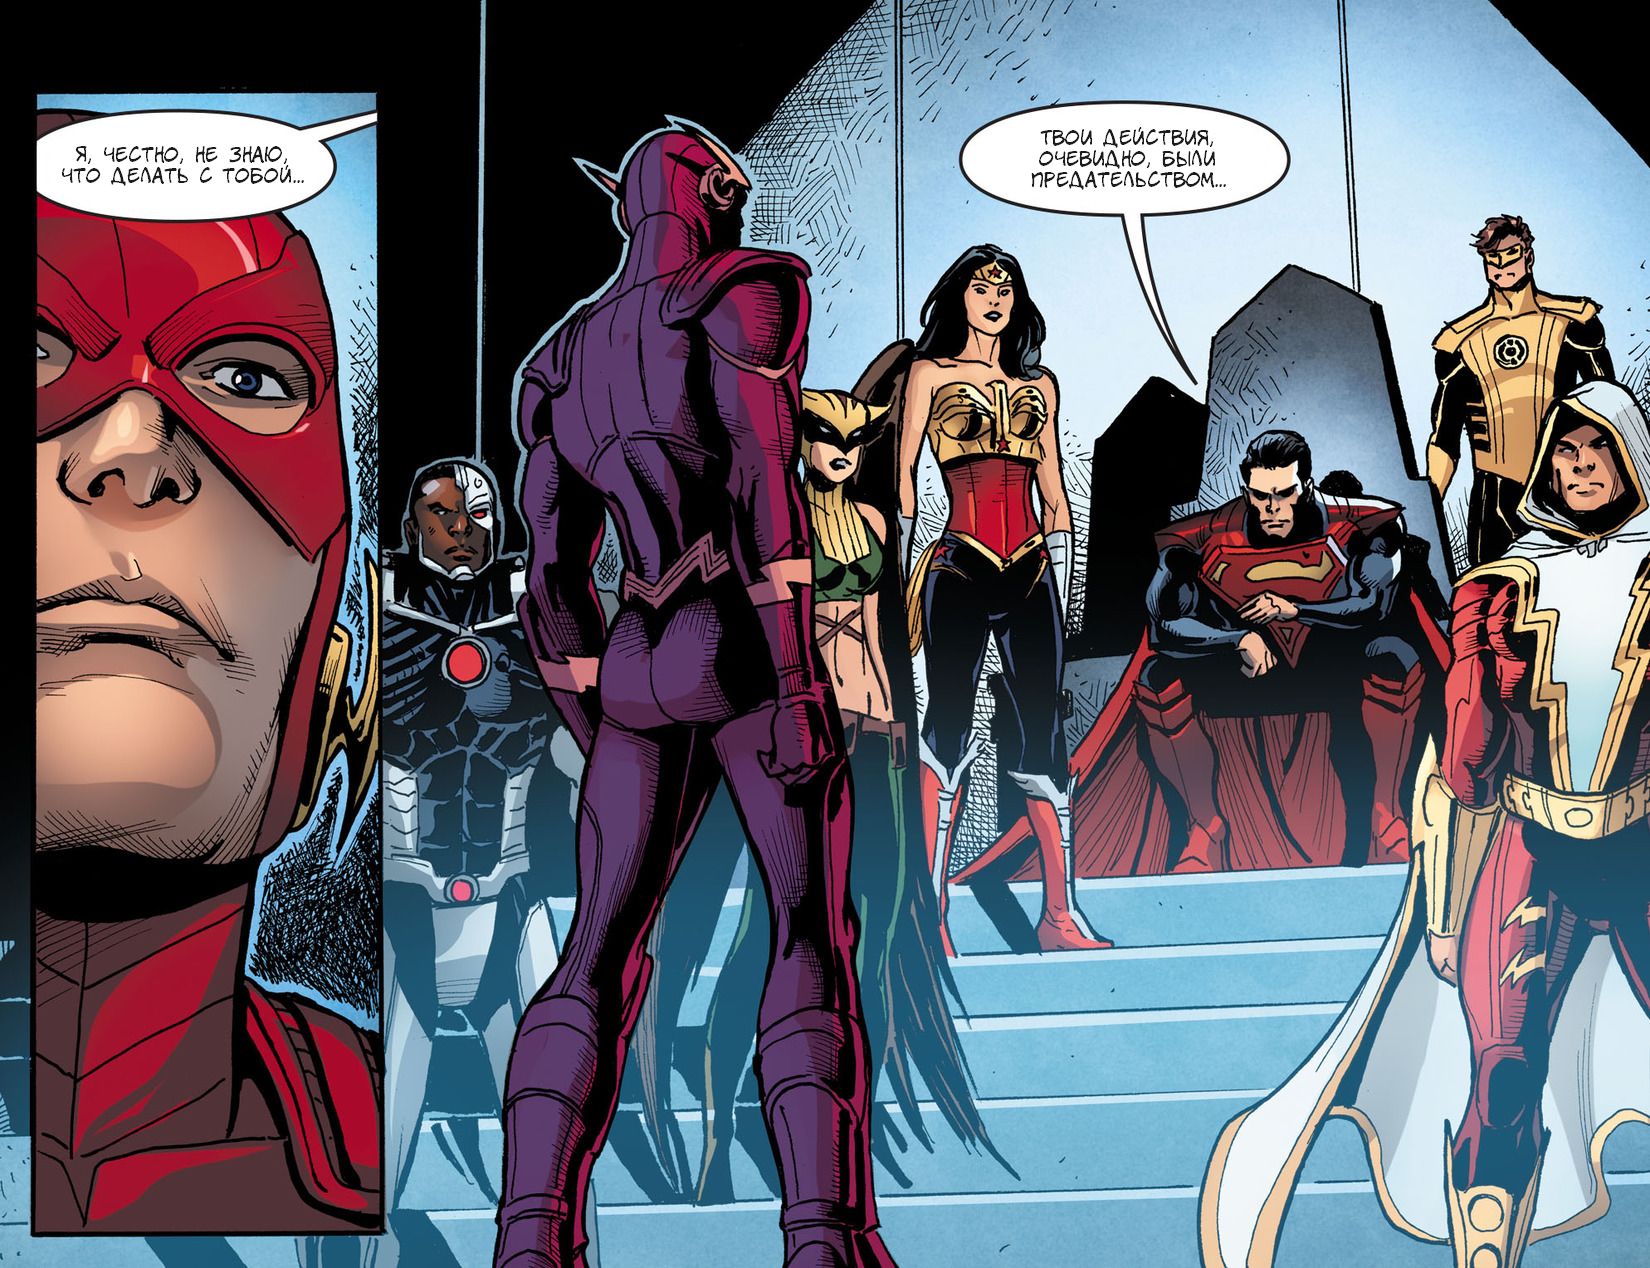 Я, ЧЕСТНО, НЕ ЗНАЮ,
ЧТО ДЕЛАТЬ С ТОБОЙ...
ТВОИ ДЕЙСТВИЯ,
ОЧЕВИДНО, БЫЛИ
ПРЕДАТЕЛЬСТВОМ...